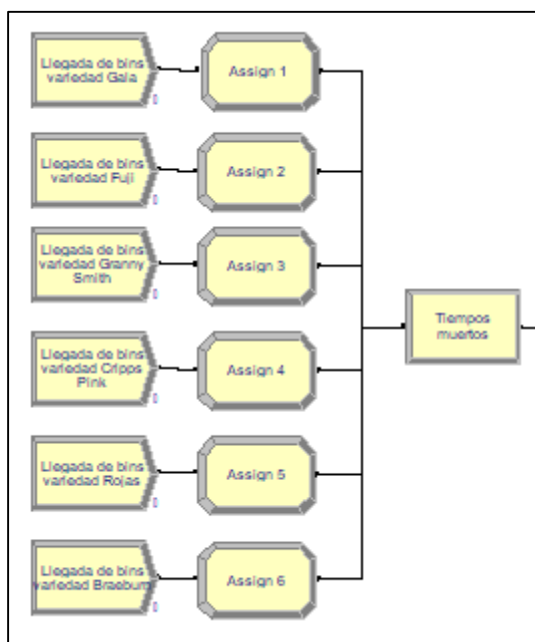 Llegada de bins
variedad Gala
Assign 1
Llegada de bins
variedad Fuji
Assign 2
Llegada de bins
variedad Granny
Smith
Assign 3
Tiempos
muertos
Llegada de bins
variedad Cripps
Pink
Assign 4
Llegada de bins
variedad Rojas
Assign 5
Llegada de bins
variedad Braeburn
Assign 6